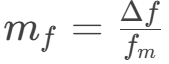 $m_f = \frac{\Delta f}{f_m}$